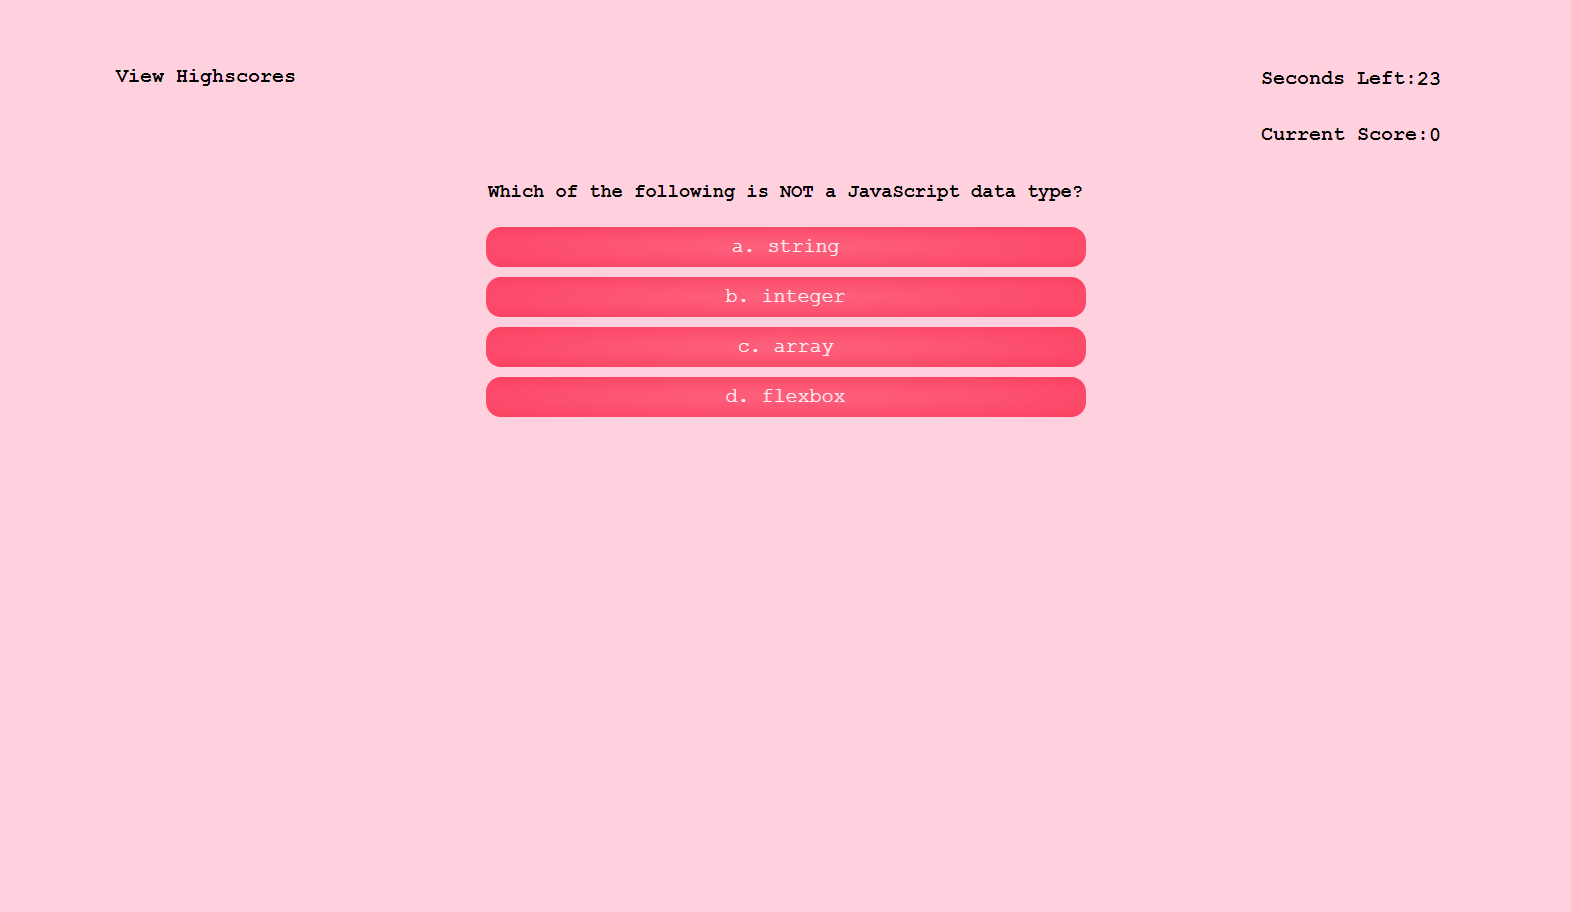 View Highscores
Seconds Left:23
Current Score:0
Which of the following is NOT a JavaScript data type?
a. string
b. integer
c. array
d. flexbox